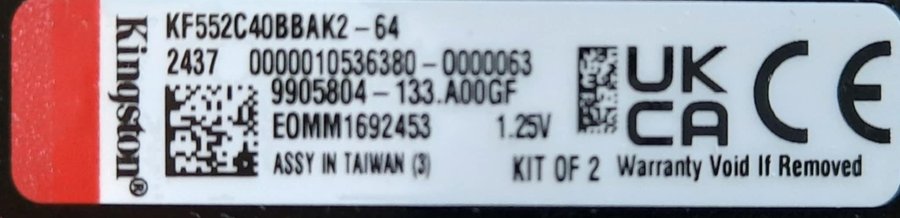 Kingston®
KF552C40BBAK2-64
2437 0000010536380-0000063
9905804-133.A00GF
EOMM1692453 1.25V
ASSY IN TAIWAN (3) KIT OF 2 Warranty Void If Removed
UK
CA
CE